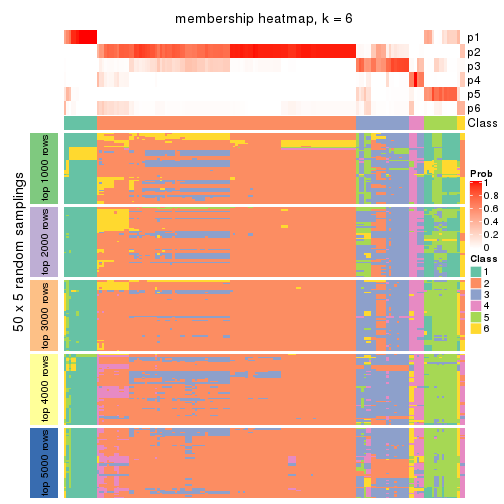 membership heatmap, k = 6
p1
p2
p3
p4
p5
p6
Class
50 x 5 random samplings
top 1000 rows
top 2000 rows
top 3000 rows
top 4000 rows
top 5000 rows
Prob
1
0.8
0.6
0.4
0.2
0
Class
1
2
3
4
5
6